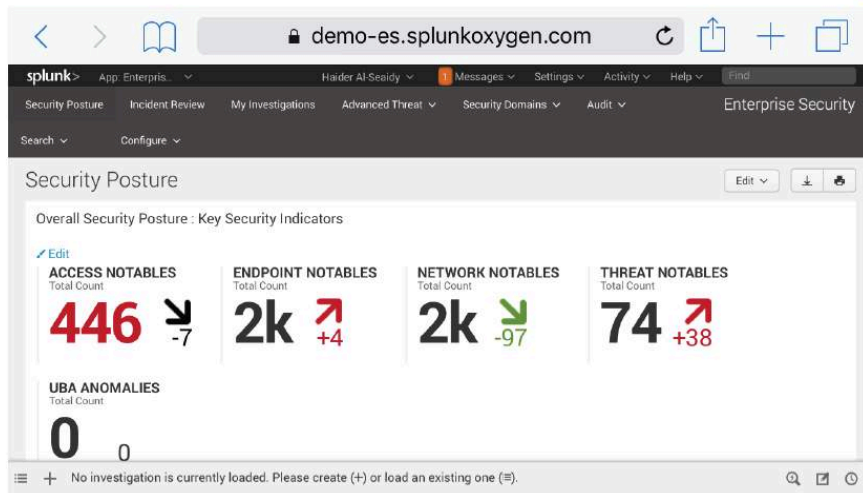 demo-es.splunkoxygen.com
splunk> App: Enterpris.. Haider Al-Seaidy 1 Messages Settings Activity Help Find
Security Posture Incident Review My Investigations Advanced Threat Security Domains Audit Enterprise Security
Search Configure
Security Posture Edit
Overall Security Posture : Key Security Indicators
Edit
ACCESS NOTABLES ENDPOINT NOTABLES NETWORK NOTABLES THREAT NOTABLES
Total Count Total Count Total Count Total Count
446 -7 2k +4 2k -97 74 +38
UBA ANOMALIES
Total Count
0 0
No investigation is currently loaded. Please create (+) or load an existing one (≡).